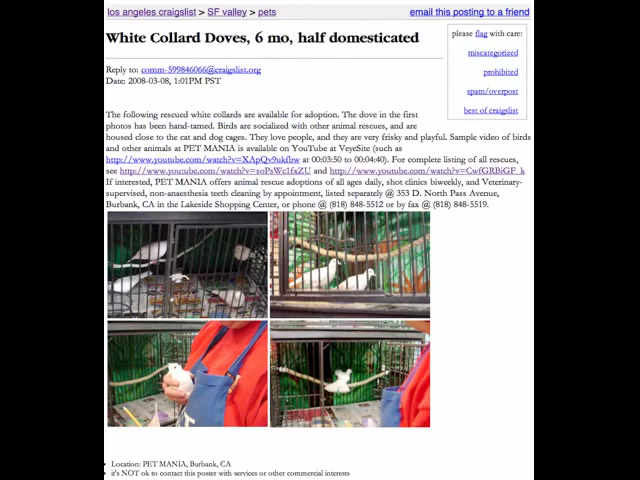 los angeles craigslist > SF valley > pets
email this posting to a friend
White Collard Doves, 6 mo, half domesticated
please flag with care:
miscategorized
prohibited
spam/overpost
best of craigslist
Reply to: comm-599846066@craigslist.org
Date: 2008-03-08, 1:01PM PST
The following rescued white collards are available for adoption. The dove in the first
photos has been hand-tamed. Birds are socialized with other animal rescues, and are
housed close to the cat and dog cages. They love people, and they are very frisky and playful. Sample video of birds
and other animals at PET MANIA is available on YouTube at VeyeSite (such as
http://www.youtube.com/watch?v=XApQv9ukfbw at 00:03:50 to 00:04:40). For complete listing of all rescues,
see http://www.youtube.com/watch?v=soPsWc1fxZU and http://www.youtube.com/watch?v=CwfGRBiGF_k
If interested, PET MANIA offers animal rescue adoptions of all ages daily, shot clinics biweekly, and Veterinary-
supervised, non-anaesthesia teeth cleaning by appointment, listed separately @ 353 D. North Pass Avenue,
Burbank, CA in the Lakeside Shopping Center, or phone @ (818) 848-5512 or by fax @ (818) 848-5519.
Location: PET MANIA, Burbank, CA
it's NOT ok to contact this poster with services or other commercial interests